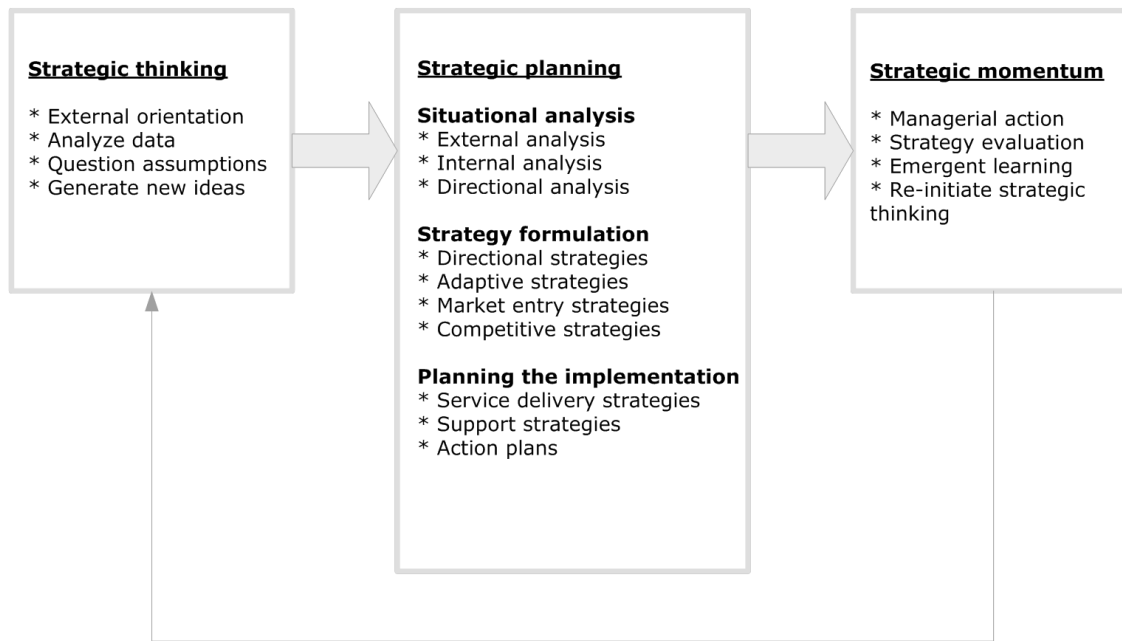 Strategic thinking
* External orientation
* Analyze data
* Question assumptions
* Generate new ideas
Strategic planning
Situational analysis
* External analysis
* Internal analysis
* Directional analysis
Strategy formulation
* Directional strategies
* Adaptive strategies
* Market entry strategies
* Competitive strategies
Planning the implementation
* Service delivery strategies
* Support strategies
* Action plans
Strategic momentum
* Managerial action
* Strategy evaluation
* Emergent learning
* Re-initiate strategic
thinking